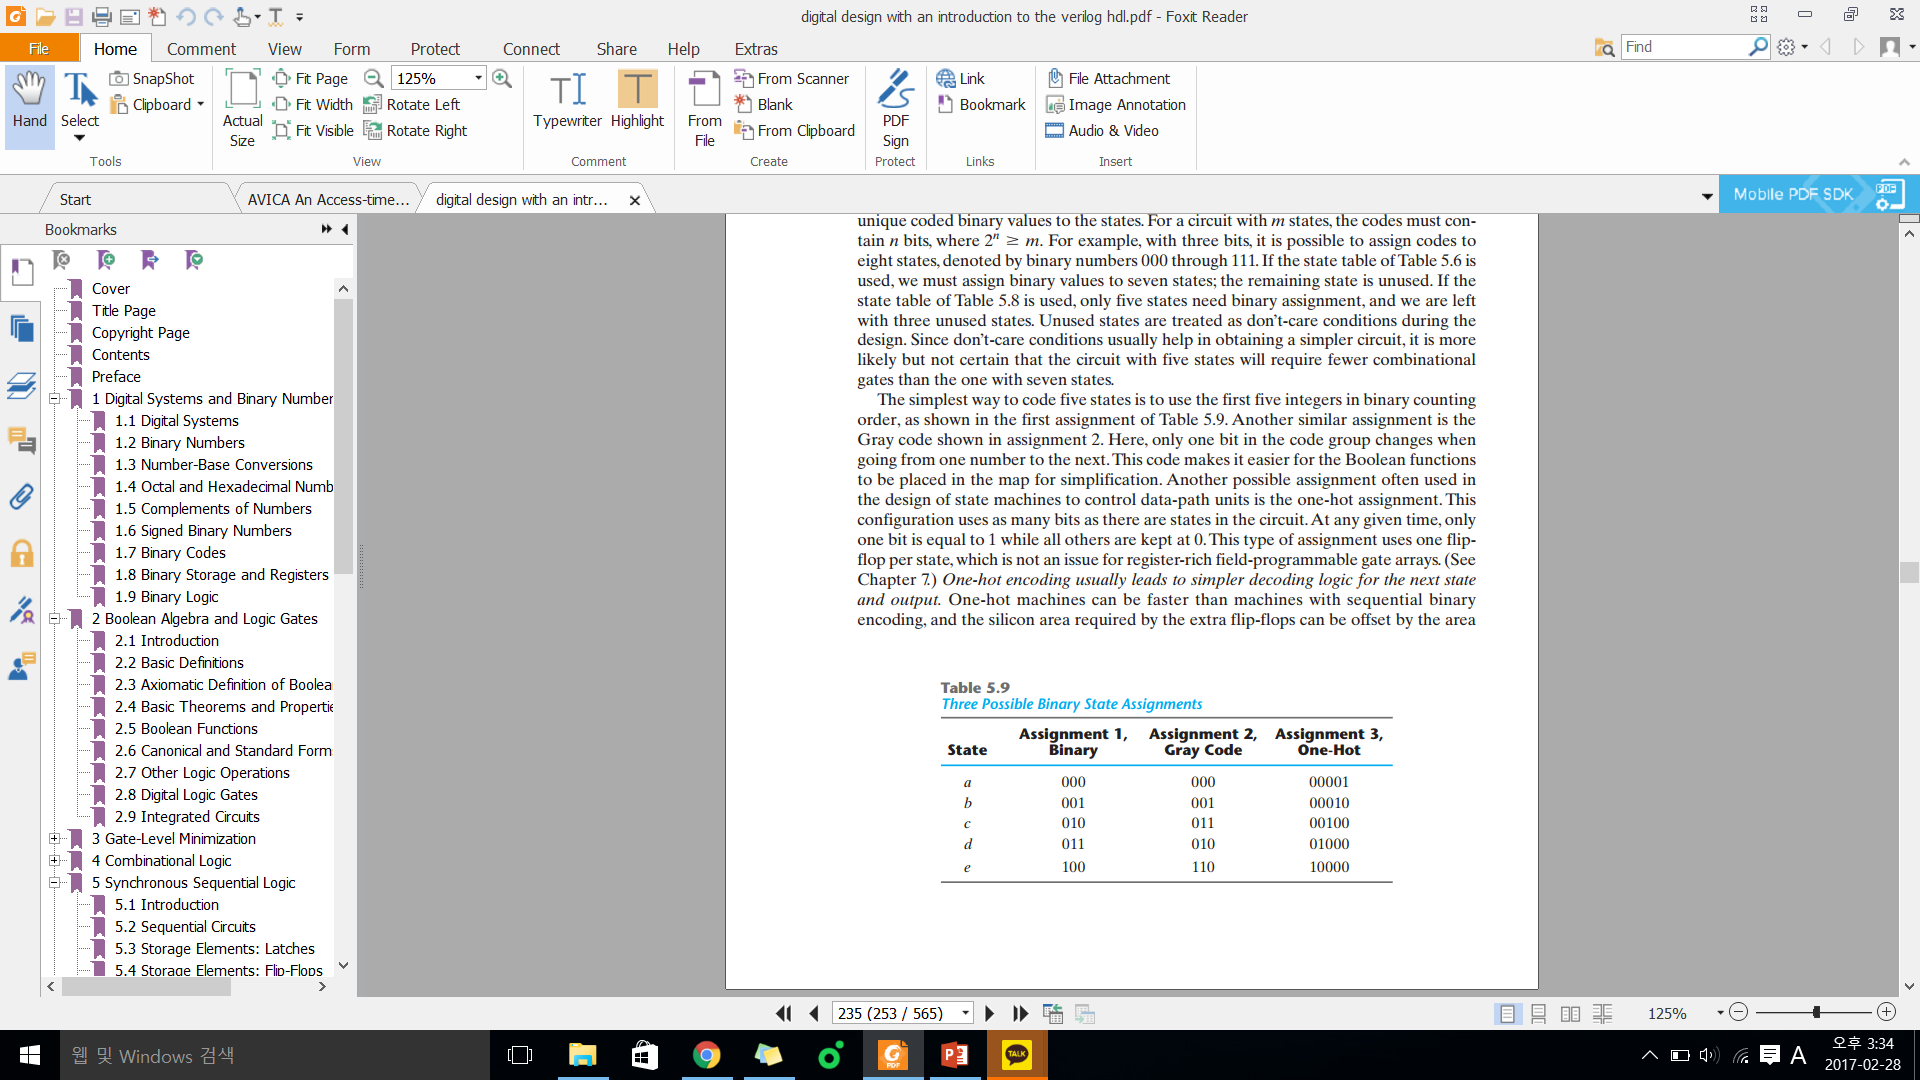 digital design with an introduction to the verilog hdl.pdf - Foxit Reader
File Home Comment View Form Protect Connect Share Help Extras
Find
Hand
Select
SnapShot
Clipboard
Tools
Actual Size
Fit Page
Fit Width
Fit Visible
125%
Rotate Left
Rotate Right
View
Typewriter
Highlight
Comment
From File
From Scanner
Blank
From Clipboard
Create
PDF Sign
Protect
Link
Bookmark
Links
File Attachment
Image Annotation
Audio & Video
Insert
Start
AVICA An Access-time...
digital design with an intr...
Mobile PDF SDK
PDF
Bookmarks
Cover
Title Page
Copyright Page
Contents
Preface
1 Digital Systems and Binary Number
1.1 Digital Systems
1.2 Binary Numbers
1.3 Number-Base Conversions
1.4 Octal and Hexadecimal Numb
1.5 Complements of Numbers
1.6 Signed Binary Numbers
1.7 Binary Codes
1.8 Binary Storage and Registers
1.9 Binary Logic
2 Boolean Algebra and Logic Gates
2.1 Introduction
2.2 Basic Definitions
2.3 Axiomatic Definition of Boolea
2.4 Basic Theorems and Propertie
2.5 Boolean Functions
2.6 Canonical and Standard Form
2.7 Other Logic Operations
2.8 Digital Logic Gates
2.9 Integrated Circuits
3 Gate-Level Minimization
4 Combinational Logic
5 Synchronous Sequential Logic
5.1 Introduction
5.2 Sequential Circuits
5.3 Storage Elements: Latches
5.4 Storage Elements: Flip-Flops
unique coded binary values to the states. For a circuit with m states, the codes must con-
tain n bits, where 2ⁿ ≥ m. For example, with three bits, it is possible to assign codes to
eight states, denoted by binary numbers 000 through 111. If the state table of Table 5.6 is
used, we must assign binary values to seven states; the remaining state is unused. If the
state table of Table 5.8 is used, only five states need binary assignment, and we are left
with three unused states. Unused states are treated as don't-care conditions during the
design. Since don't-care conditions usually help in obtaining a simpler circuit, it is more
likely but not certain that the circuit with five states will require fewer combinational
gates than the one with seven states.
The simplest way to code five states is to use the first five integers in binary counting
order, as shown in the first assignment of Table 5.9. Another similar assignment is the
Gray code shown in assignment 2. Here, only one bit in the code group changes when
going from one number to the next. This code makes it easier for the Boolean functions
to be placed in the map for simplification. Another possible assignment often used in
the design of state machines to control data-path units is the one-hot assignment. This
configuration uses as many bits as there are states in the circuit. At any given time, only
one bit is equal to 1 while all others are kept at 0. This type of assignment uses one flip-
flop per state, which is not an issue for register-rich field-programmable gate arrays. (See
Chapter 7.) One-hot encoding usually leads to simpler decoding logic for the next state
and output. One-hot machines can be faster than machines with sequential binary
encoding, and the silicon area required by the extra flip-flops can be offset by the area
Table 5.9
Three Possible Binary State Assignments
State Assignment 1, Binary Assignment 2, Gray Code Assignment 3, One-Hot
a 000 000 00001
b 001 001 00010
c 010 011 00100
d 011 010 01000
e 100 110 10000
235 (253 / 565)
125%
웹 및 Windows 검색
PDF
TALK
A
오후 3:34
2017-02-28